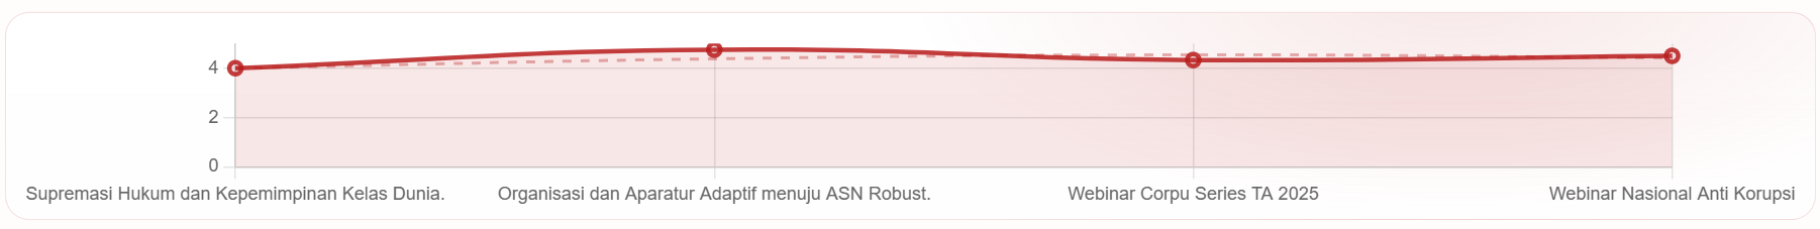 4
2
0
Supremasi Hukum dan Kepemimpinan Kelas Dunia.
Organisasi dan Aparatur Adaptif menuju ASN Robust.
Webinar Corpu Series TA 2025
Webinar Nasional Anti Korupsi